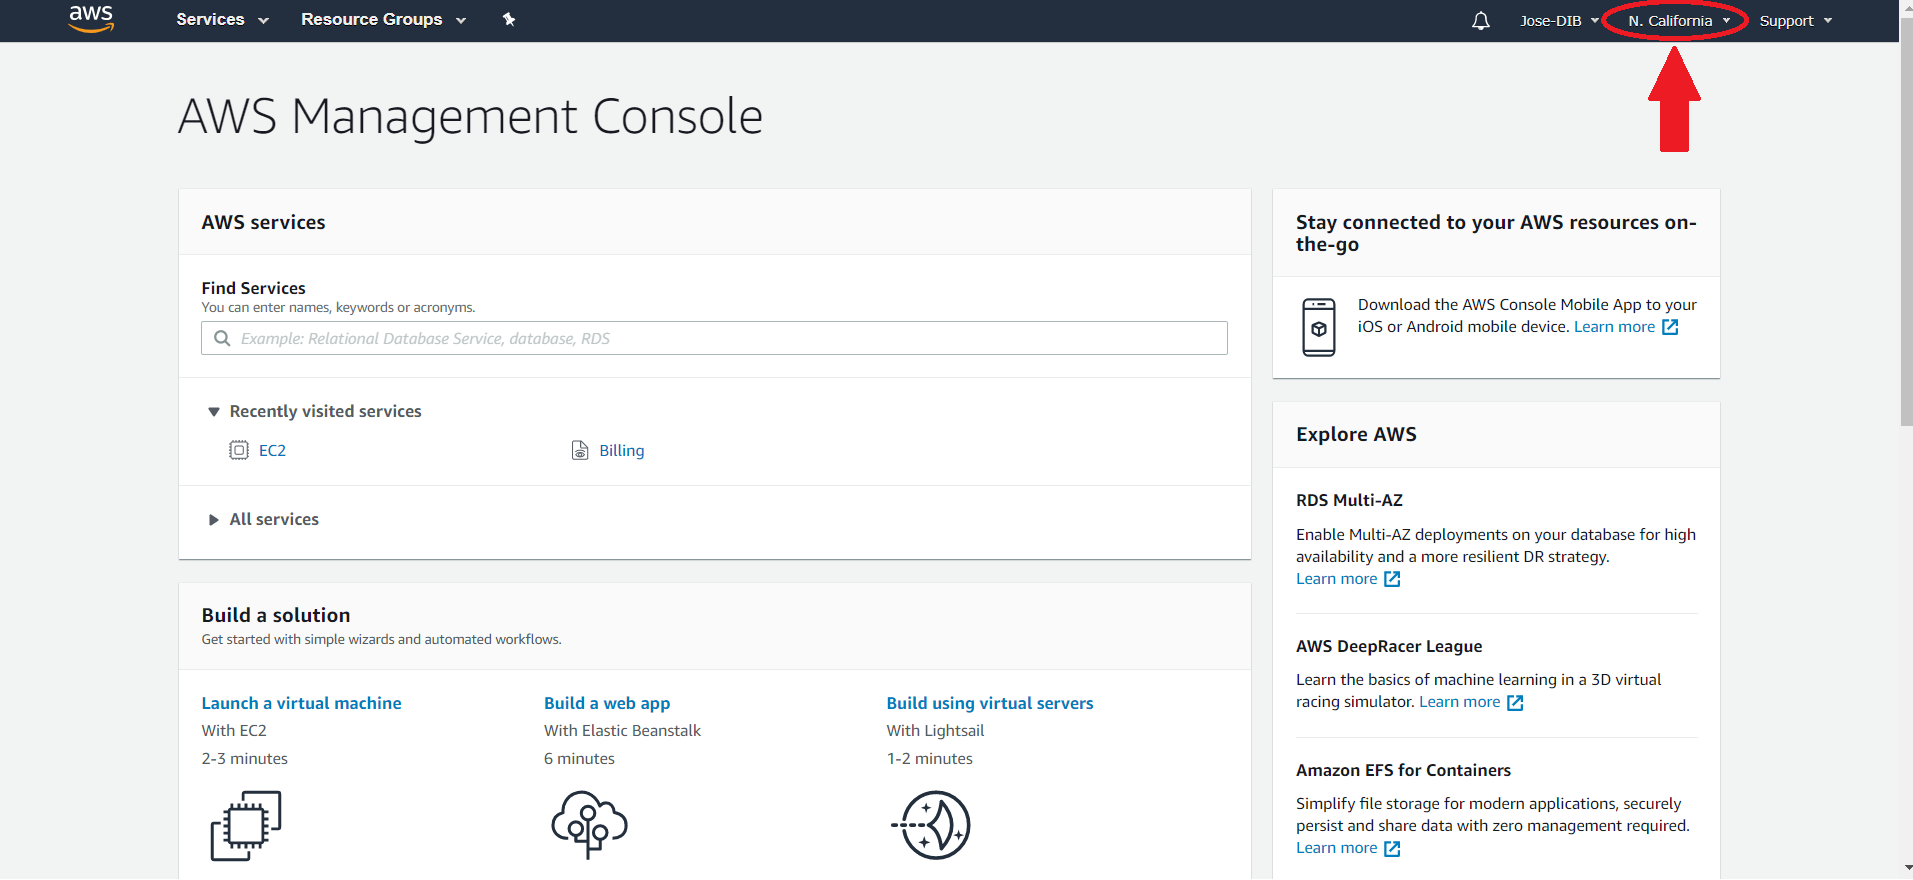 aws
Services
Resource Groups
Jose-DIB
N. California
Support
AWS Management Console
AWS services
Find Services
You can enter names, keywords or acronyms.
Example: Relational Database Service, database, RDS
Recently visited services
EC2
Billing
All services
Build a solution
Get started with simple wizards and automated workflows.
Launch a virtual machine
With EC2
2-3 minutes
Build a web app
With Elastic Beanstalk
6 minutes
Build using virtual servers
With Lightsail
1-2 minutes
Stay connected to your AWS resources on-
the-go
Download the AWS Console Mobile App to your
iOS or Android mobile device. Learn more
Explore AWS
RDS Multi-AZ
Enable Multi-AZ deployments on your database for high
availability and a more resilient DR strategy.
Learn more
AWS DeepRacer League
Learn the basics of machine learning in a 3D virtual
racing simulator. Learn more
Amazon EFS for Containers
Simplify file storage for modern applications, securely
persist and share data with zero management required.
Learn more